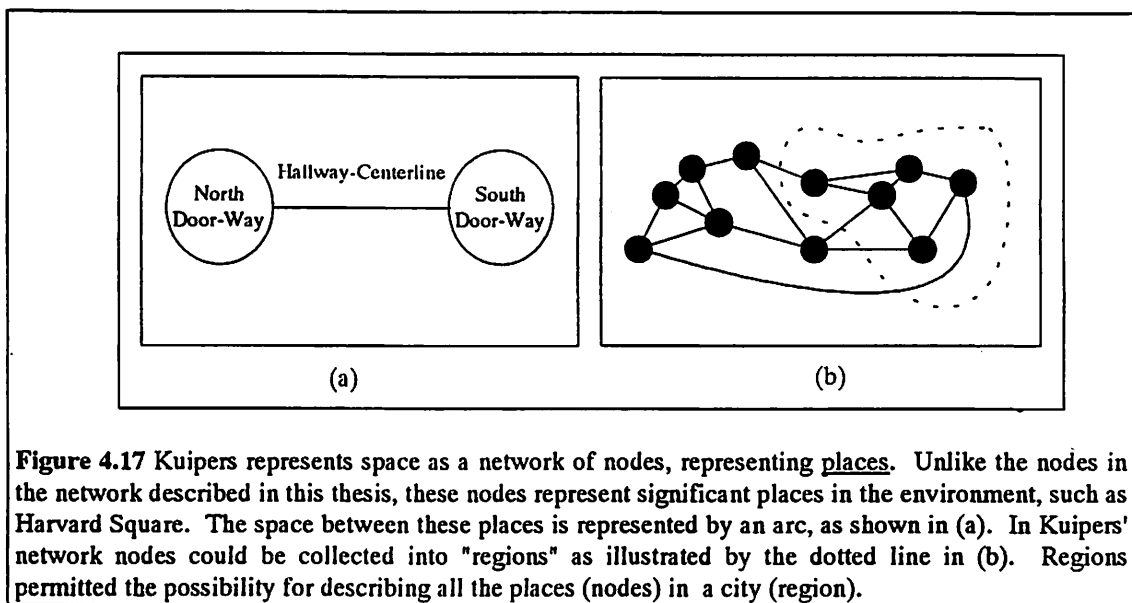 Hallway-Centerline
North
Door-Way
South
Door-Way
(a)
(b)
Figure 4.17 Kuipers represents space as a network of nodes, representing places. Unlike the nodes in
the network described in this thesis, these nodes represent significant places in the environment, such as
Harvard Square. The space between these places is represented by an arc, as shown in (a). In Kuipers'
network nodes could be collected into "regions" as illustrated by the dotted line in (b). Regions
permitted the possibility for describing all the places (nodes) in a city (region).